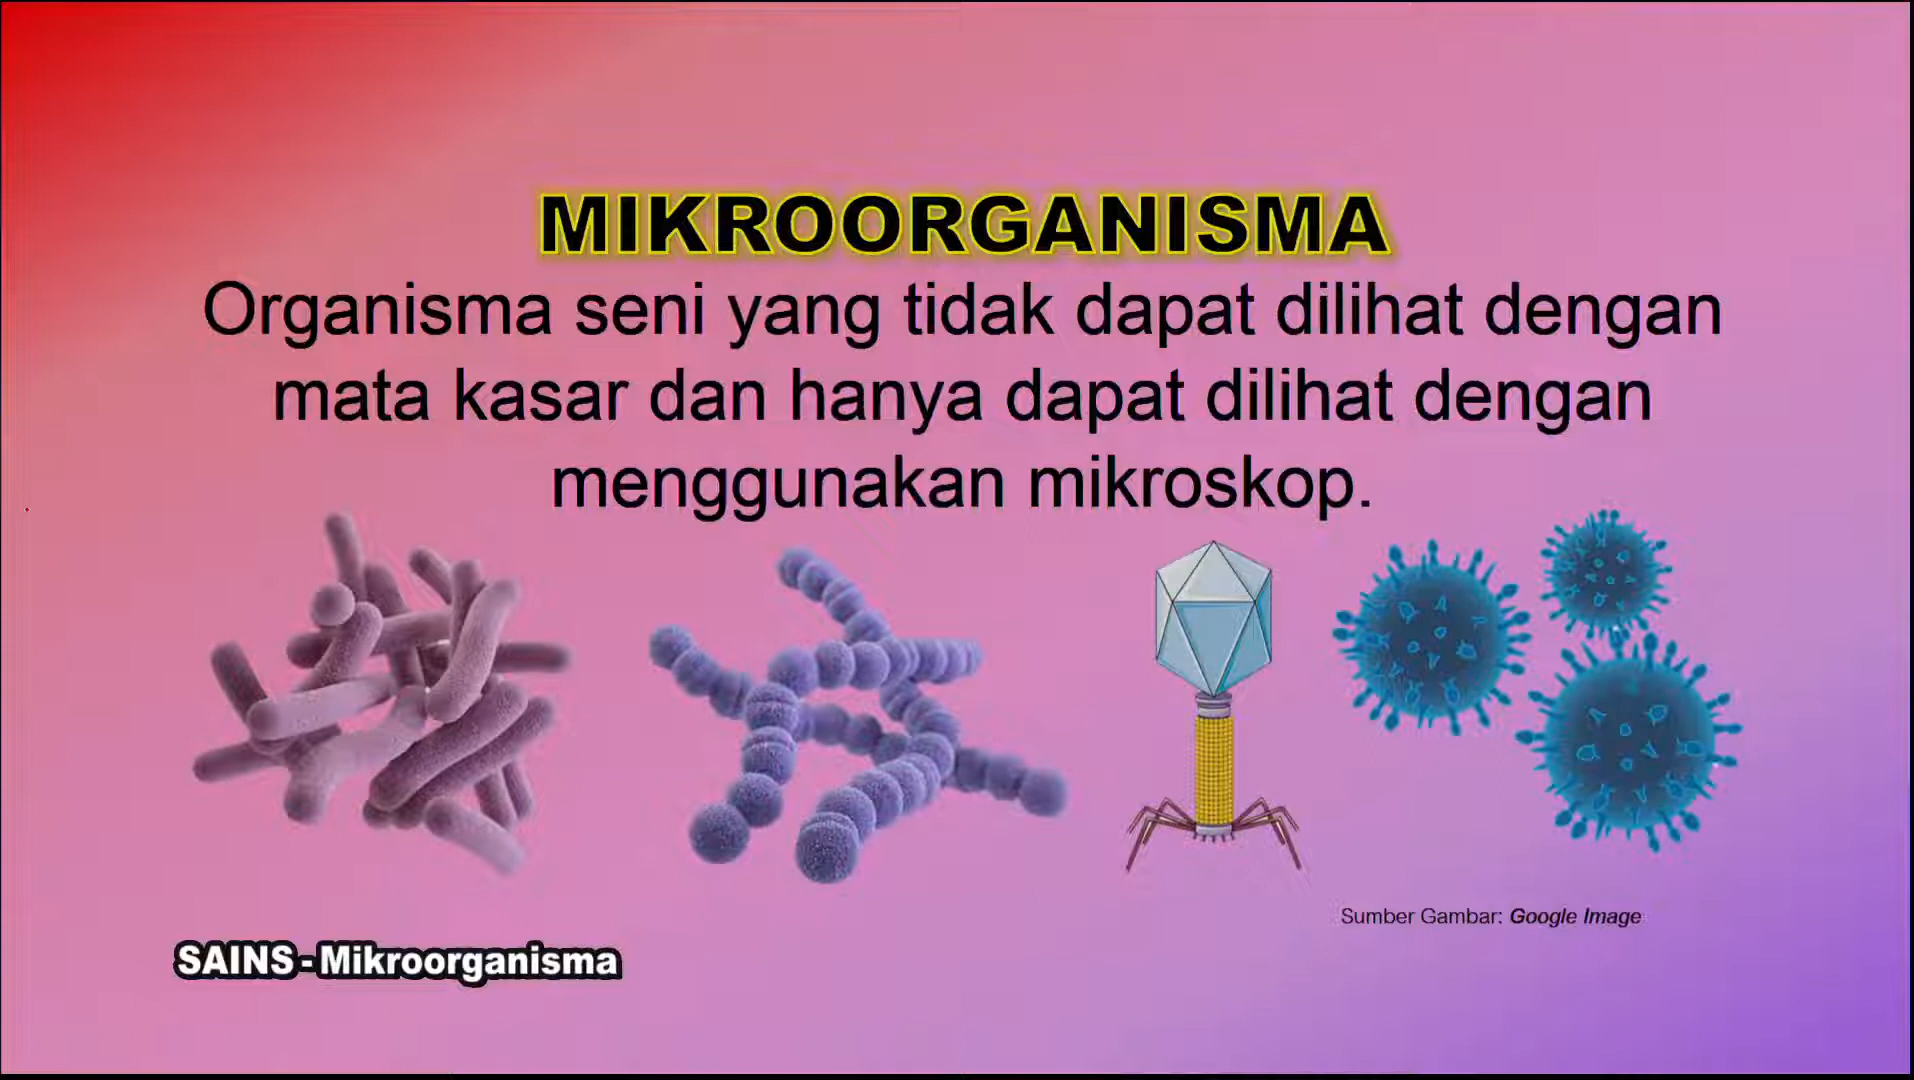 MIKROORGANISMA
Organisma seni yang tidak dapat dilihat dengan
mata kasar dan hanya dapat dilihat dengan
menggunakan mikroskop.
Sumber Gambar: Google Image
SAINS - Mikroorganisma